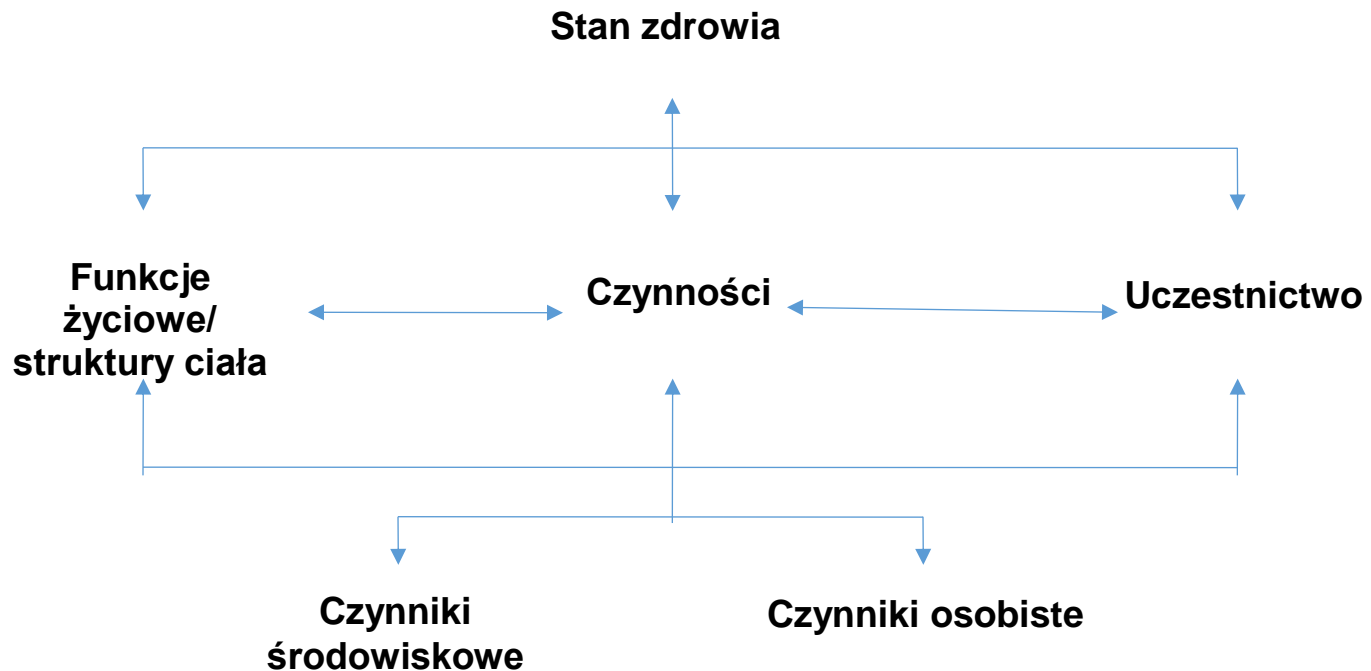 Stan zdrowia
Funkcje
życiowe/
struktury ciała
Czynności
Uczestnictwo
Czynniki
środowiskowe
Czynniki osobiste